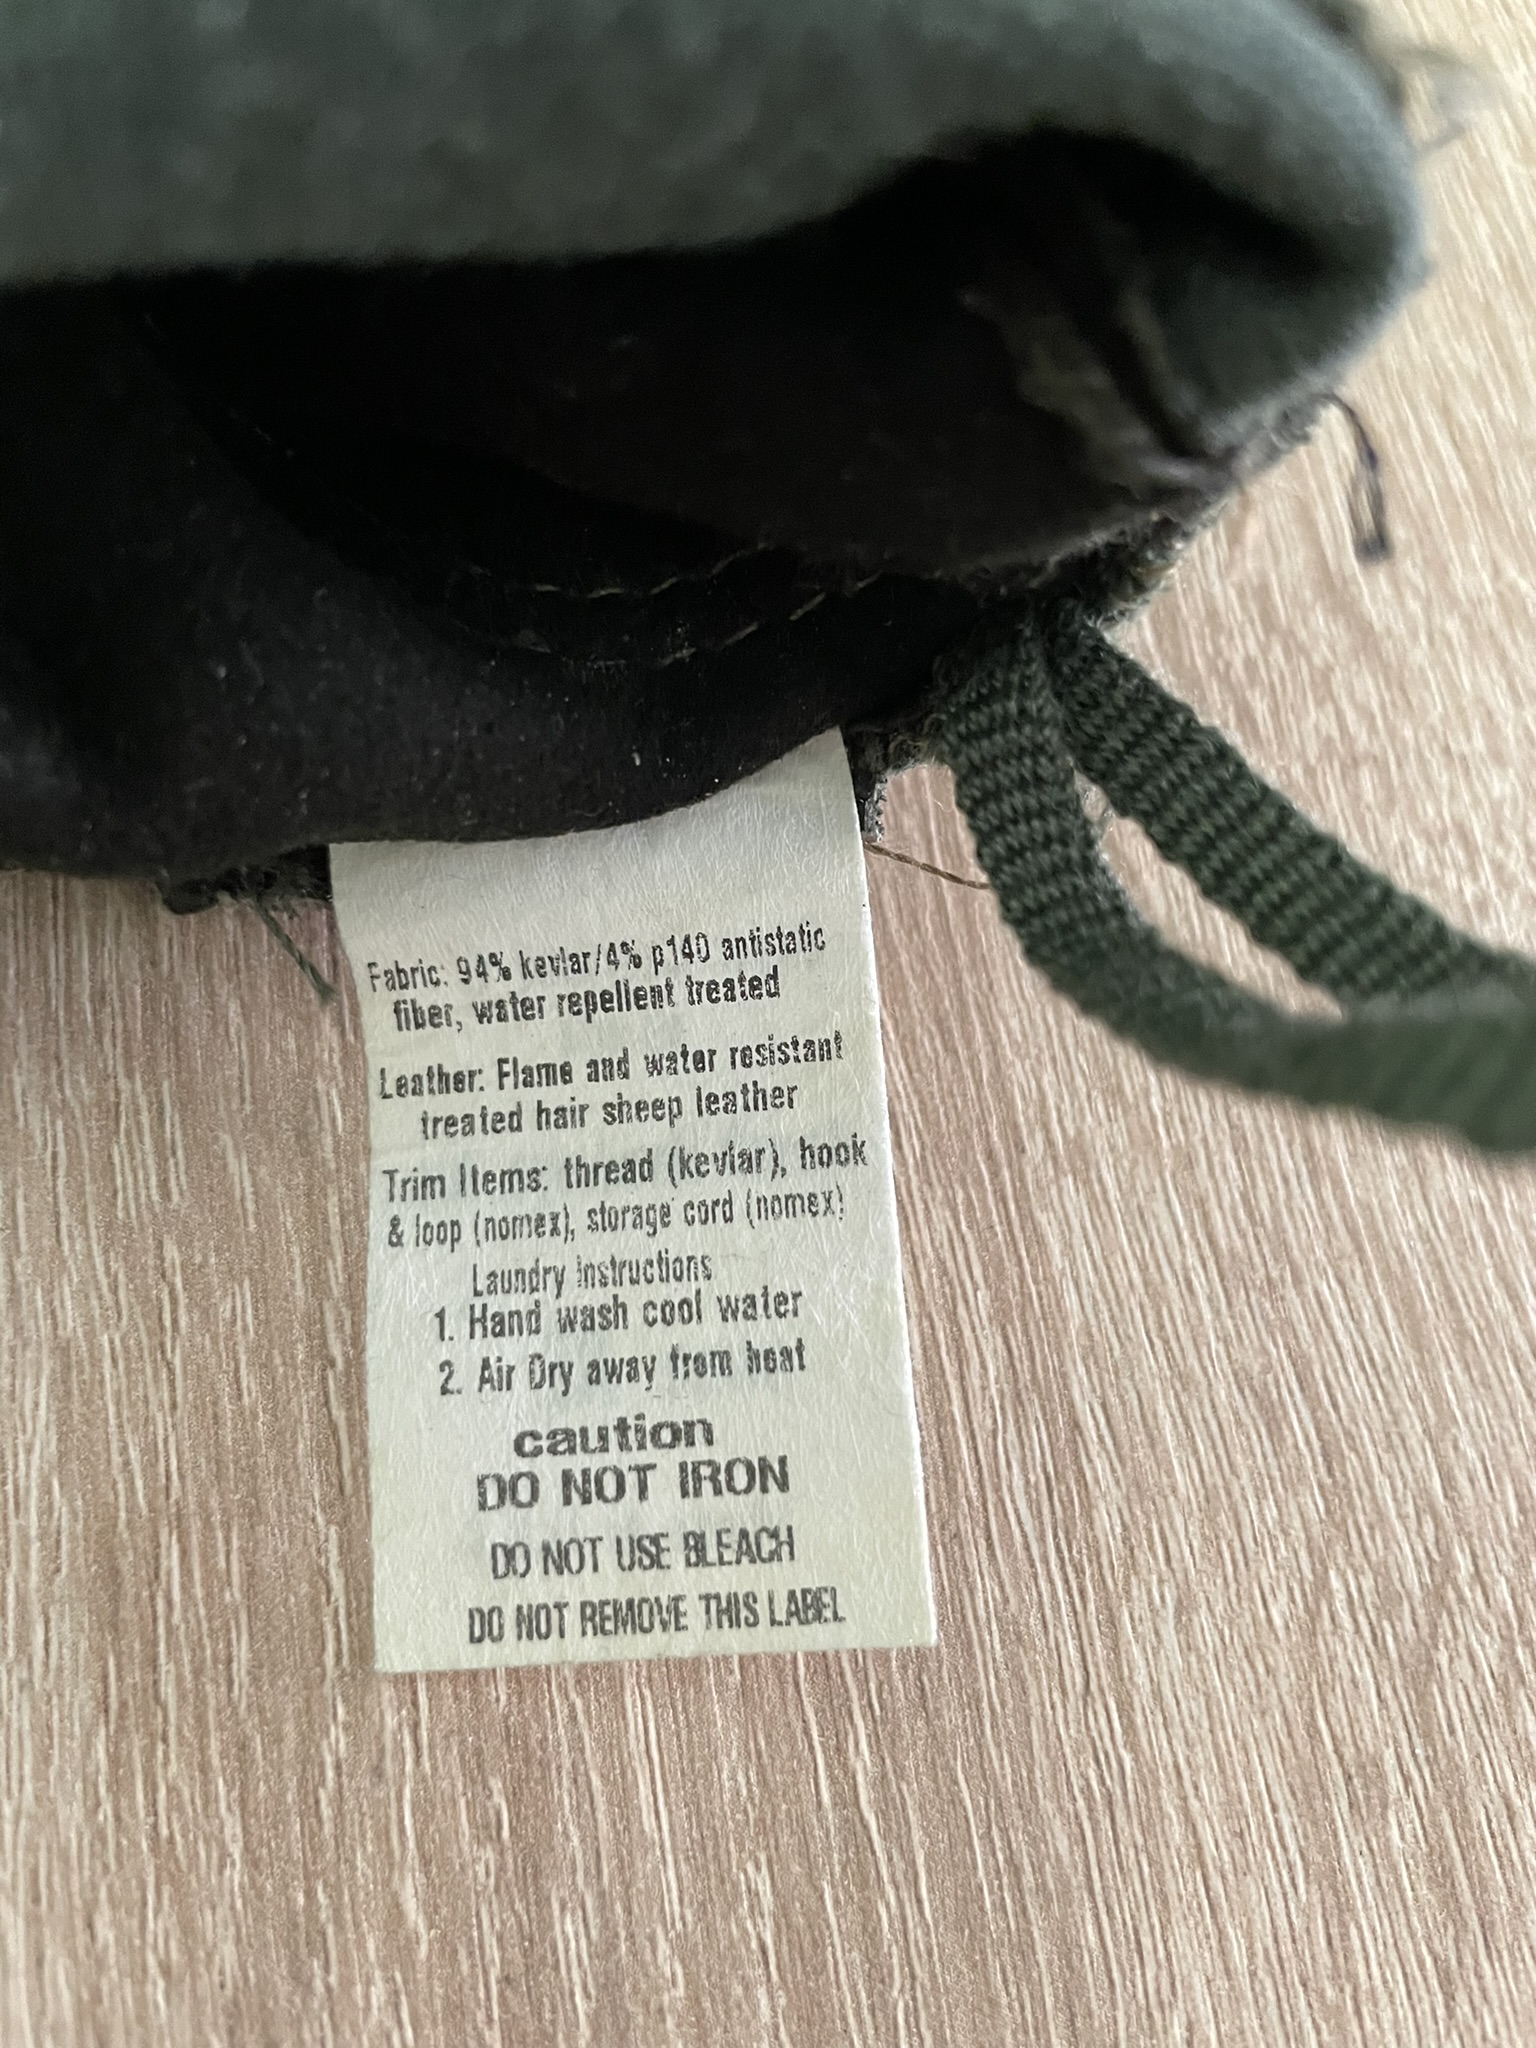 Fabric: 94% kevlar/4% p140 antistatic
fiber, water repellent treated
Leather: Flame and water resistant
treated hair sheep leather
Trim Items: thread (kevlar), hook
& loop (nomex), storage cord (nomex)
Laundry instructions
1. Hand wash cool water
2. Air Dry away from heat
caution
DO NOT IRON
DO NOT USE BLEACH
DO NOT REMOVE THIS LABEL